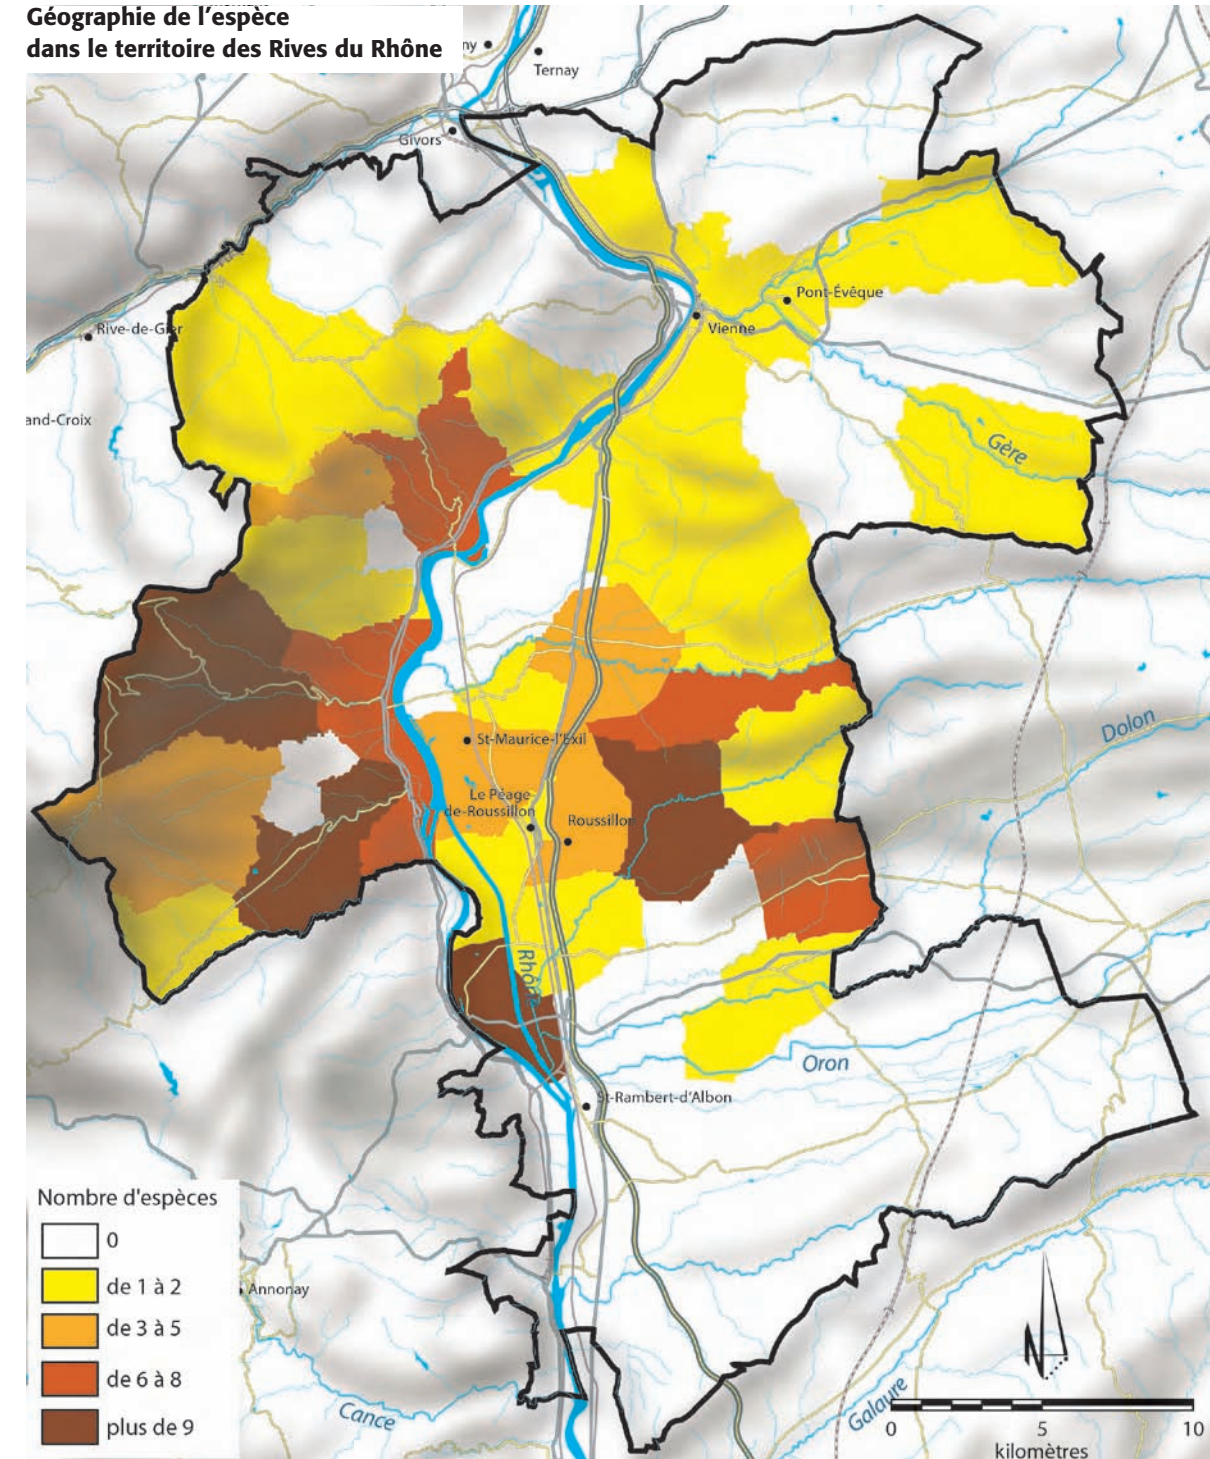 Géographie de l'espèce
dans le territoire des Rives du Rhône
ny
Ternay
Givors
Pont-Évêque
Vienne
Rive-de-Gier
and-Croix
Gère
Dolon
St-Maurice-l'Exil
Le Péage
de-Roussillon
Roussillon
Rhône
Oron
St-Rambert-d'Albon
Nombre d'espèces
0
de 1 à 2
de 3 à 5
de 6 à 8
plus de 9
Annonay
Cance
Galaure
N
0 5 10
kilomètres